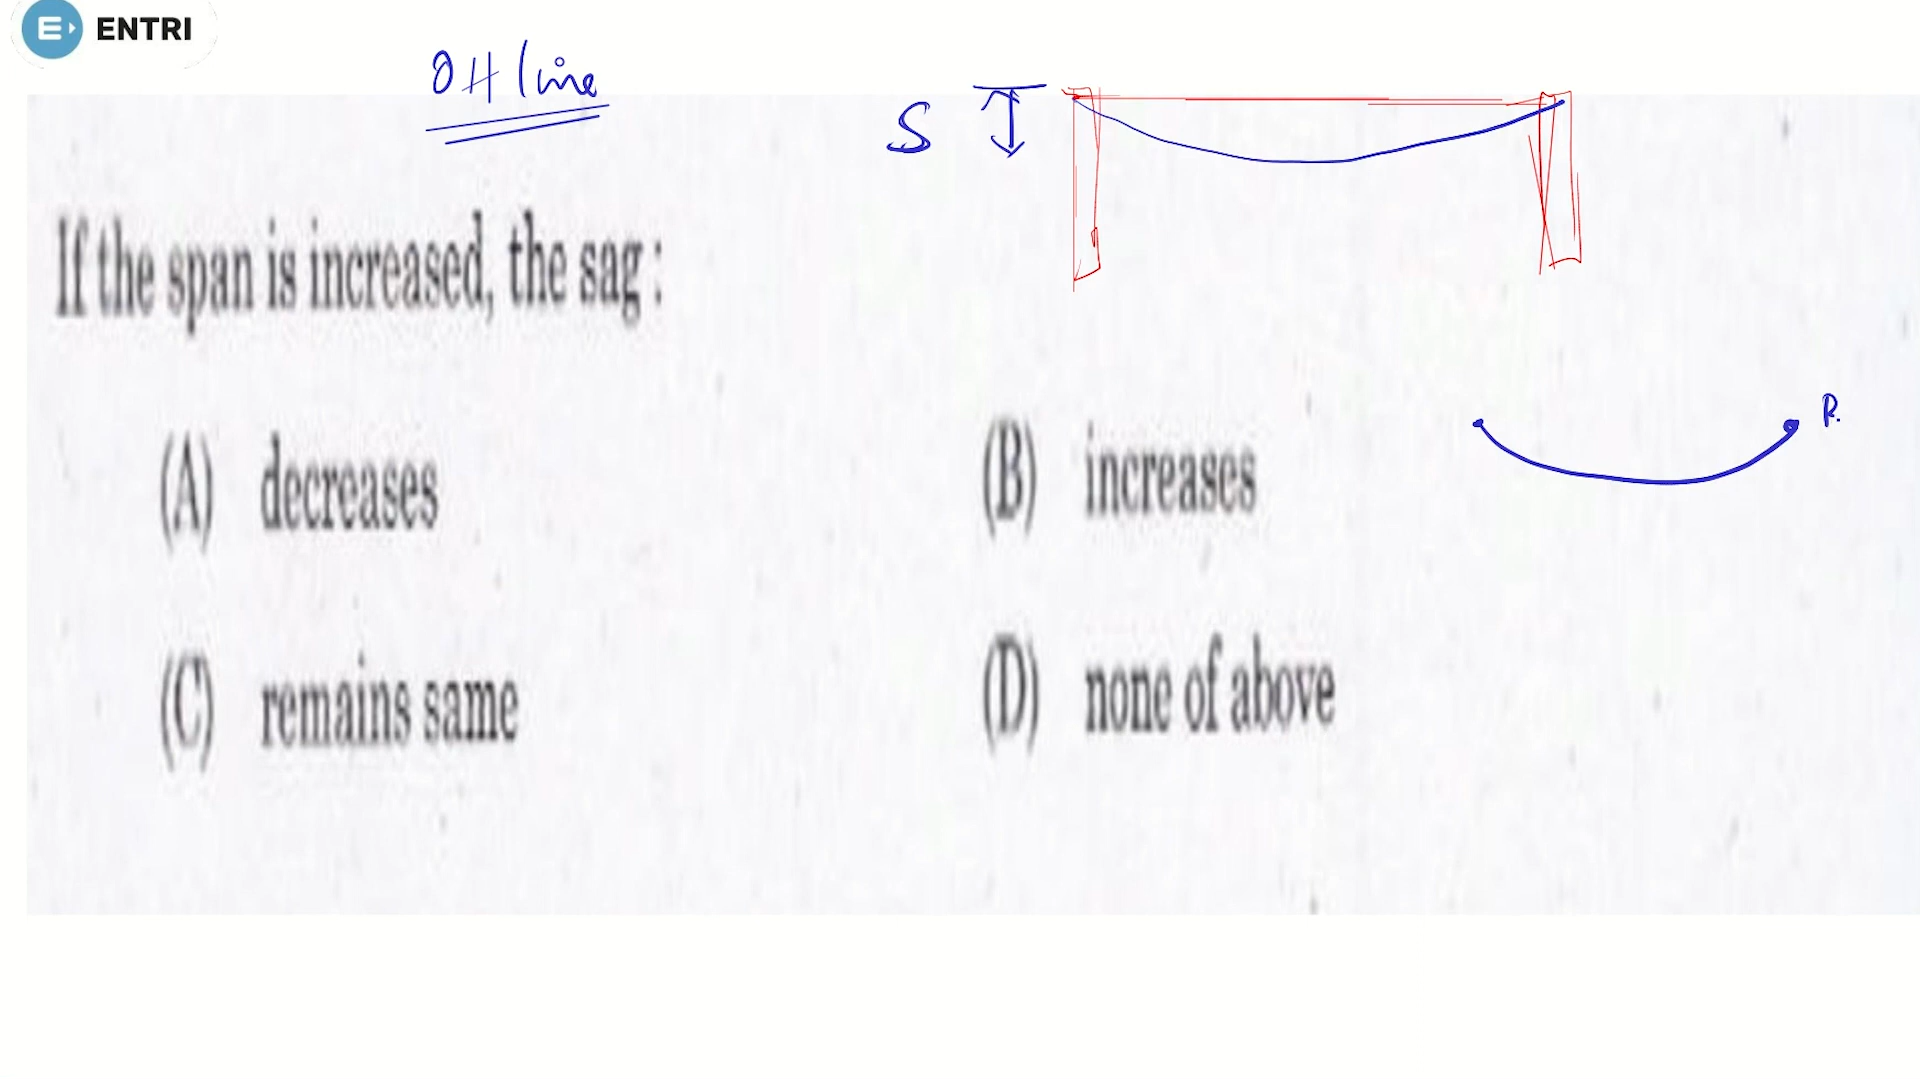 ENTRI
OH line
S
If the span is increased, the sag :
(A) decreases
(B) increases
(C) remains same
(D) none of above